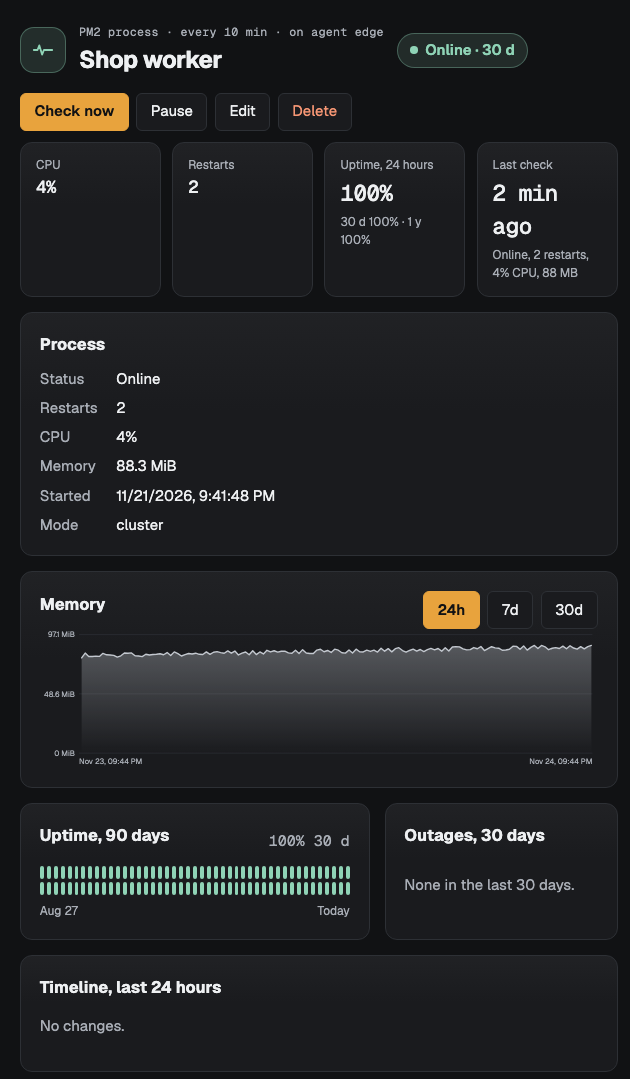 PM2 process · every 10 min · on agent edge
Shop worker
Online · 30 d
Check now
Pause
Edit
Delete
CPU
4%
Restarts
2
Uptime, 24 hours
100%
30 d 100% · 1 y
100%
Last check
2 min
ago
Online, 2 restarts,
4% CPU, 88 MB
Process
Status Online
Restarts 2
CPU 4%
Memory 88.3 MiB
Started 11/21/2026, 9:41:48 PM
Mode cluster
Memory
24h
7d
30d
97.1 MiB
48.6 MiB
0 MiB
Nov 23, 09:44 PM
Nov 24, 09:44 PM
Uptime, 90 days
100% 30 d
Aug 27
Today
Outages, 30 days
None in the last 30 days.
Timeline, last 24 hours
No changes.